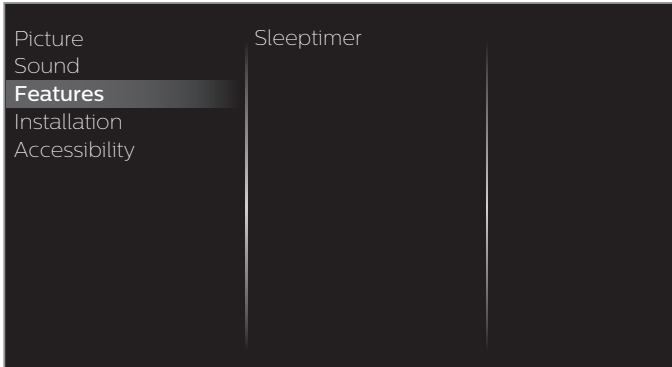 Picture
Sound
Features
Installation
Accessibility
Sleeptimer